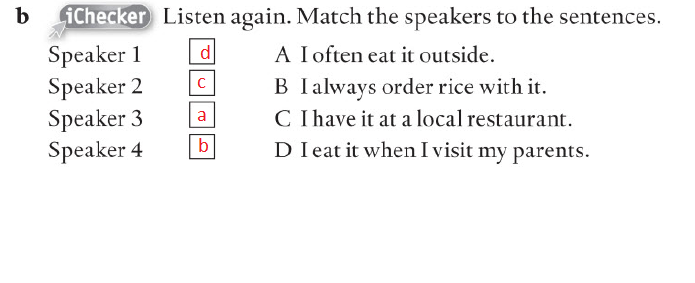 b iChecker Listen again. Match the speakers to the sentences.
Speaker 1 d A I often eat it outside.
Speaker 2 c B I always order rice with it.
Speaker 3 a C I have it at a local restaurant.
Speaker 4 b D I eat it when I visit my parents.